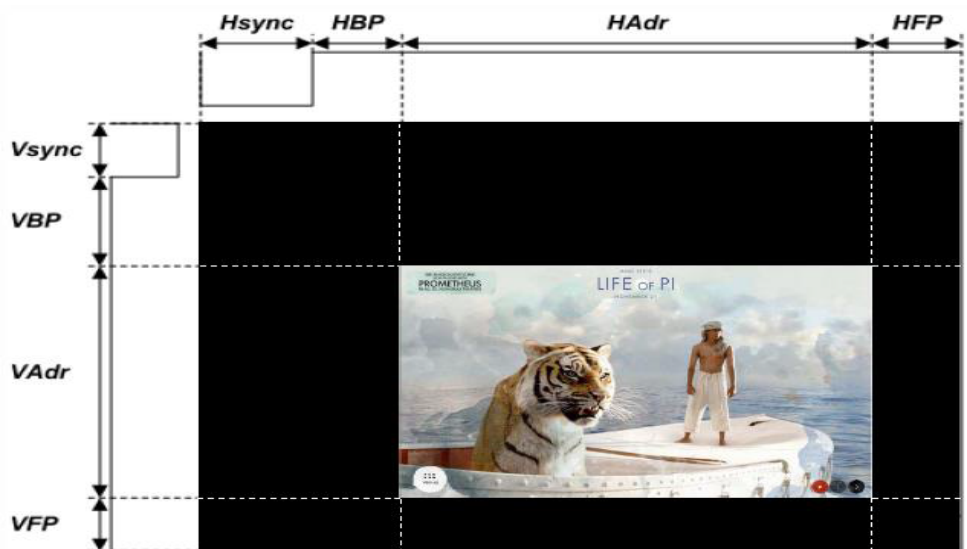 Hsync
HBP
HAdr
HFP
Vsync
VBP
VAdr
VFP
PROMETHEUS
LIFE OF PI